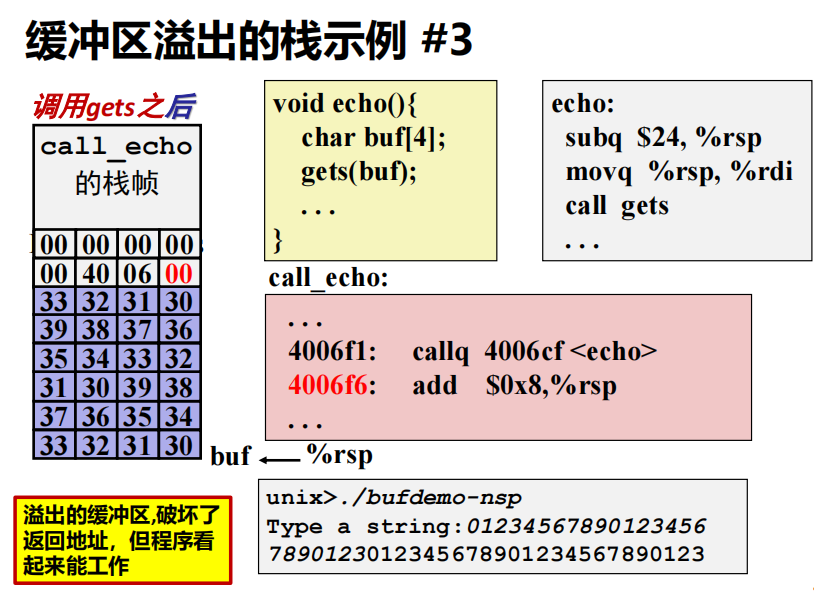 缓冲区溢出的栈示例 #3
调用gets之后
call_echo
的栈帧
00 00 00 00
00 40 06 00
33 32 31 30
39 38 37 36
35 34 33 32
31 30 39 38
37 36 35 34
33 32 31 30
buf
%rsp
void echo(){
char buf[4];
gets(buf);
. . .
}
echo:
subq $24, %rsp
movq %rsp, %rdi
call gets
. . .
call_echo:
. . .
4006f1: callq 4006cf <echo>
4006f6: add $0x8,%rsp
. . .
unix>./bufdemo-nsp
Type a string:01234567890123456
7890123012345678901234567890123
溢出的缓冲区,破坏了
返回地址，但程序看
起来能工作